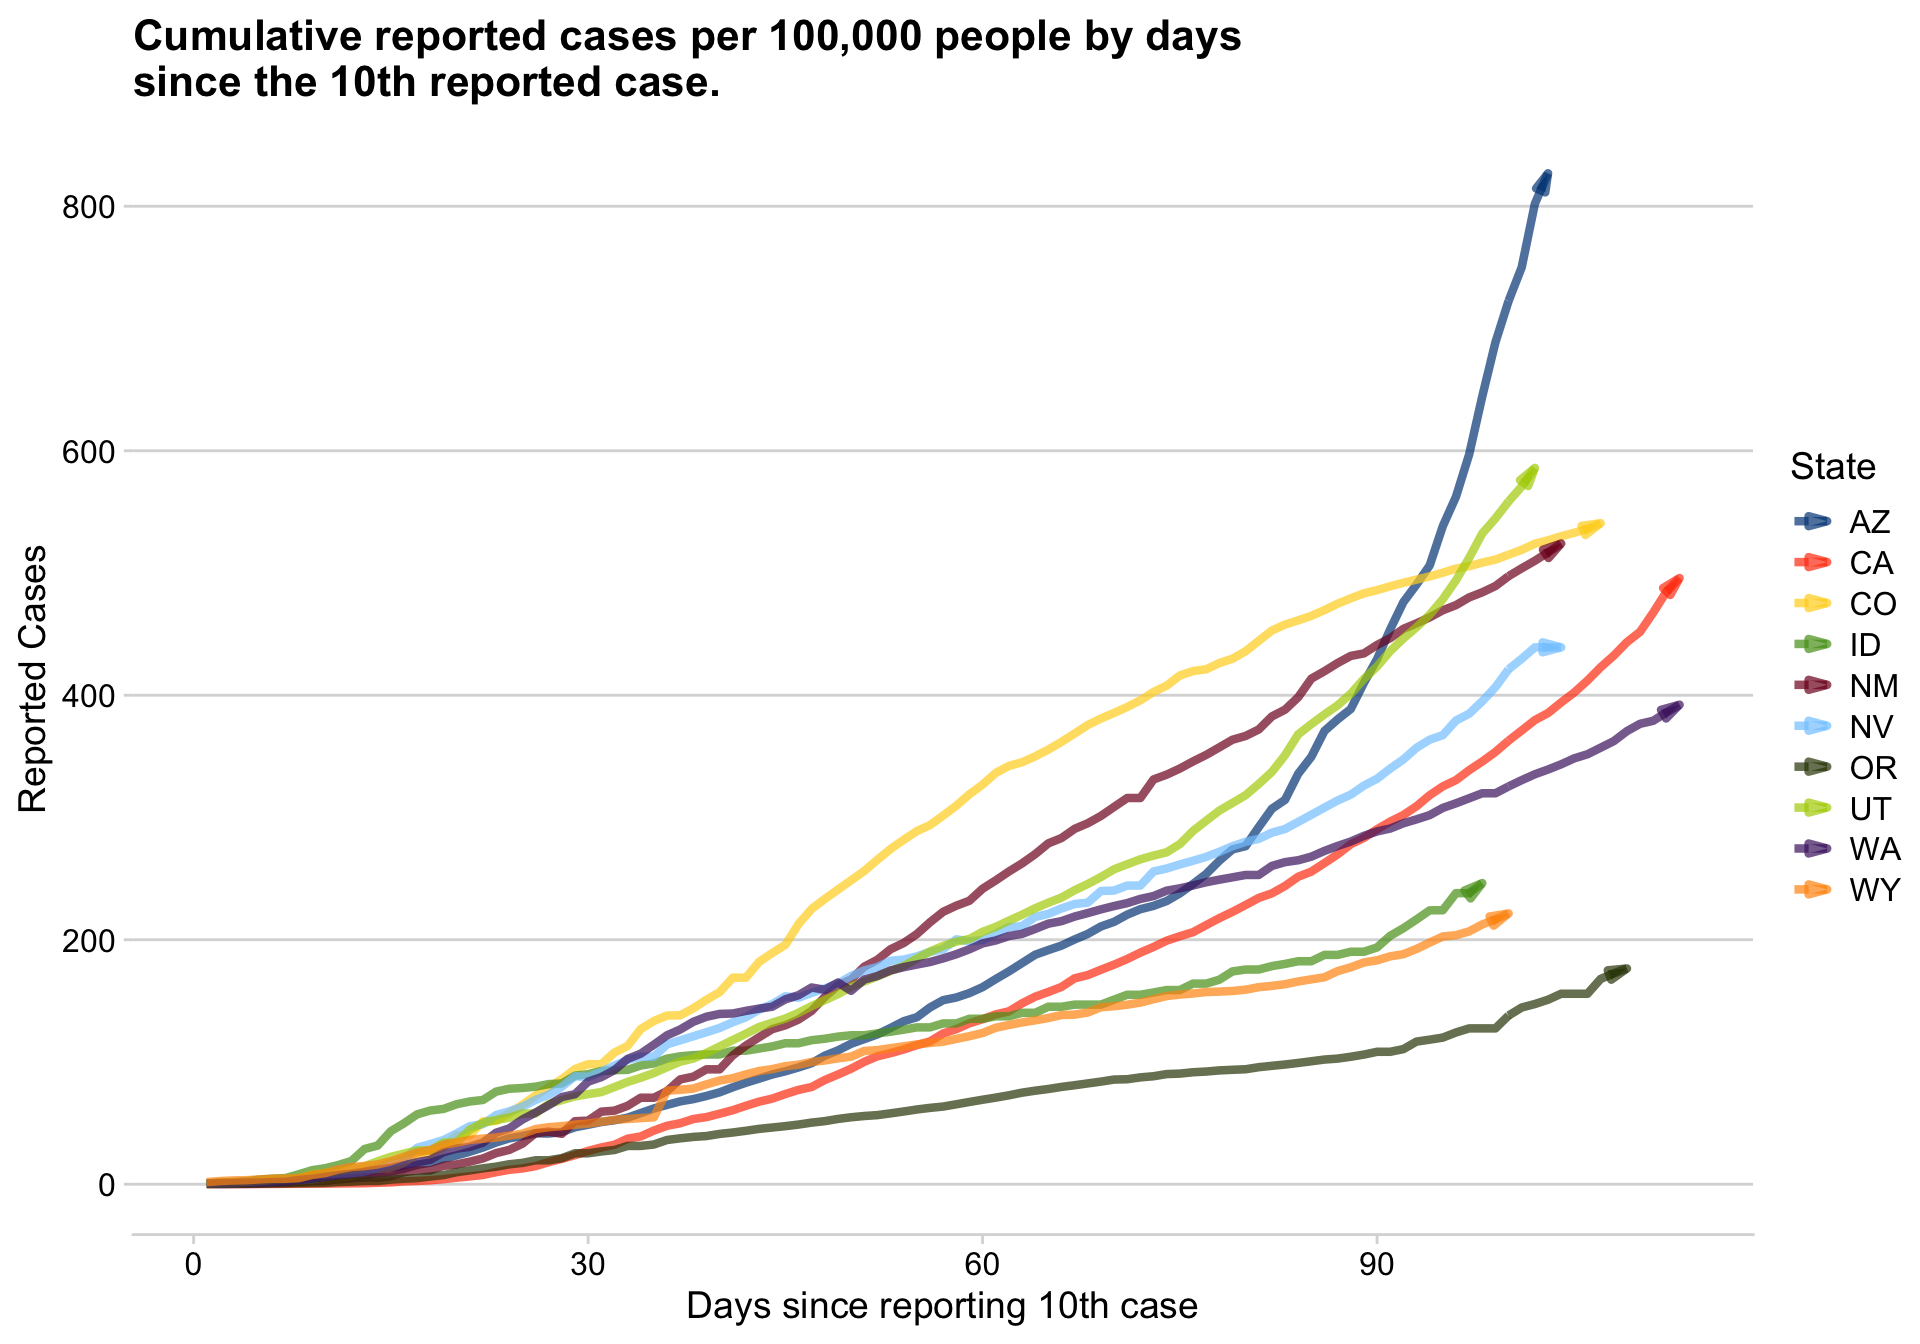 Cumulative reported cases per 100,000 people by days
since the 10th reported case.
800
600
400
200
0
Reported Cases
0
30
60
90
Days since reporting 10th case
State
AZ
CA
CO
ID
NM
NV
OR
UT
WA
WY